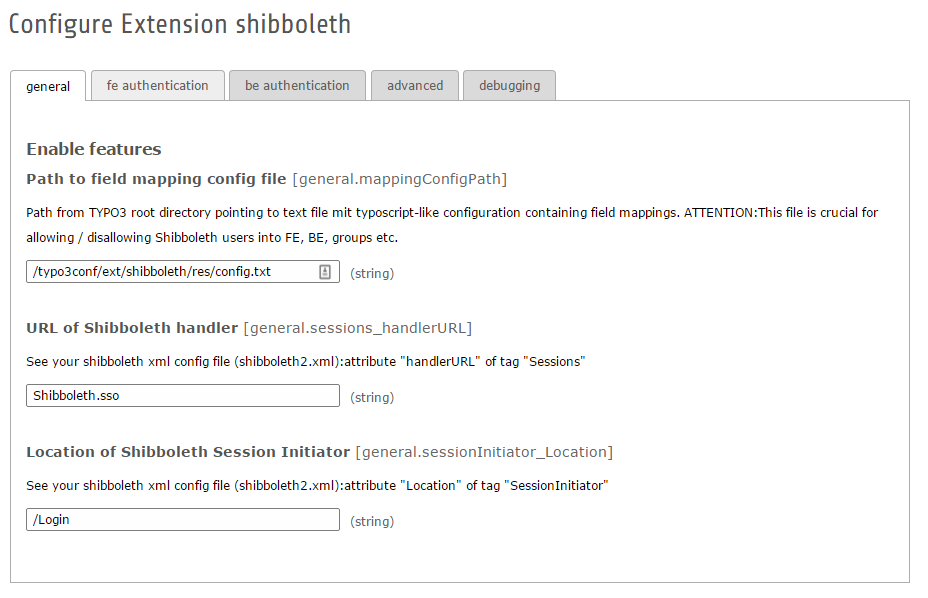 Configure Extension shibboleth
general
fe authentication
be authentication
advanced
debugging
Enable features
Path to field mapping config file [general.mappingConfigPath]
Path from TYPO3 root directory pointing to text file mit typoscript-like configuration containing field mappings. ATTENTION:This file is crucial for
allowing / disallowing Shibboleth users into FE, BE, groups etc.
/typo3conf/ext/shibboleth/res/config.txt (string)
URL of Shibboleth handler [general.sessions_handlerURL]
See your shibboleth xml config file (shibboleth2.xml):attribute "handlerURL" of tag "Sessions"
Shibboleth.sso (string)
Location of Shibboleth Session Initiator [general.sessionInitiator_Location]
See your shibboleth xml config file (shibboleth2.xml):attribute "Location" of tag "SessionInitiator"
/Login (string)